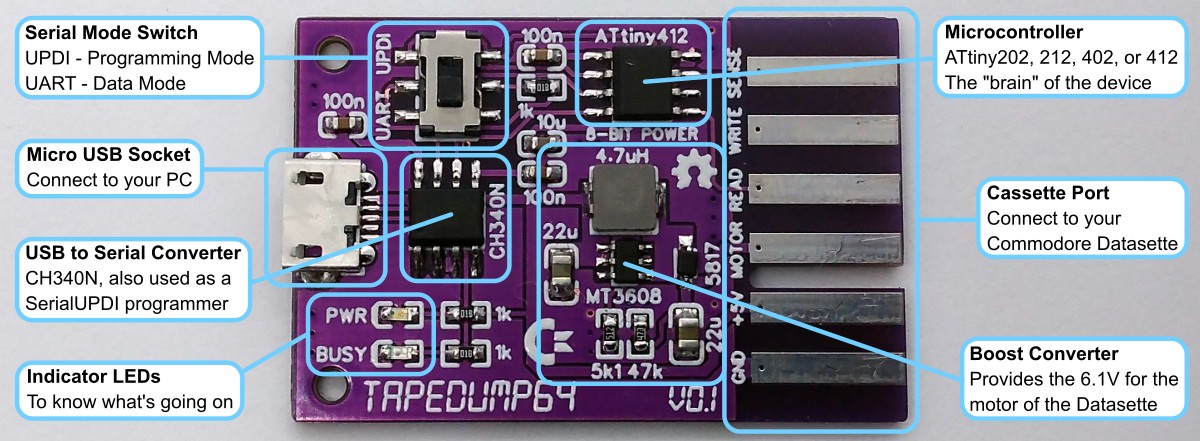 Serial Mode Switch
UPDI - Programming Mode
UART - Data Mode
Micro USB Socket
Connect to your PC
USB to Serial Converter
CH340N, also used as a
SerialUPDI programmer
Indicator LEDs
To know what's going on
Microcontroller
ATtiny202, 212, 402, or 412
The "brain" of the device
Cassette Port
Connect to your
Commodore Datasette
Boost Converter
Provides the 6.1V for the
motor of the Datasette
UPDI
UART
100n
100n
01B
1k
10u
100n
ATtiny412
8-BIT POWER
4.7uH
CH340N
22u
MT3608
5817
512
473
5k1 47k
22u
PWR
01B
1k
BUSY
01B
1k
TAPEDUMP64
V0.1
SENSE
WRITE
READ
MOTOR
+5V
GND